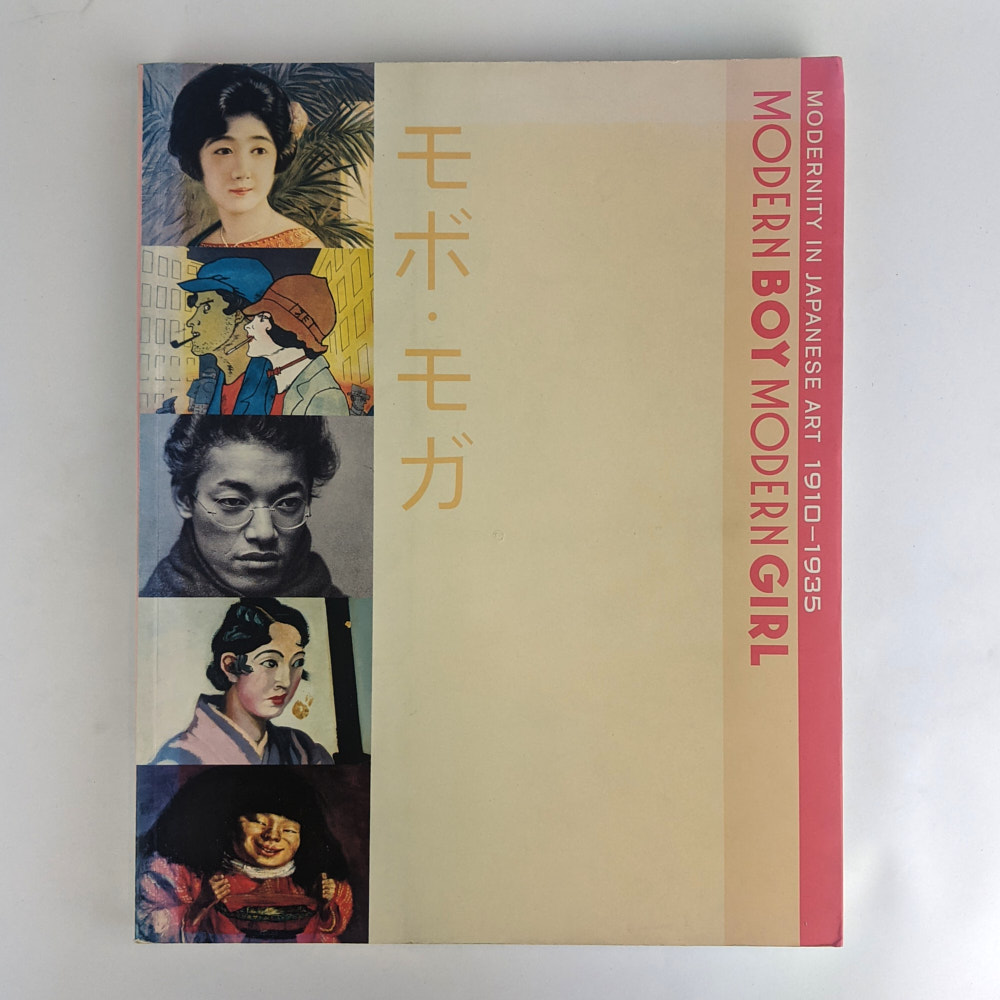 モボ・モガ
MODERNITY IN JAPANESE ART 1910–1935
MODERN BOY MODERN GIRL